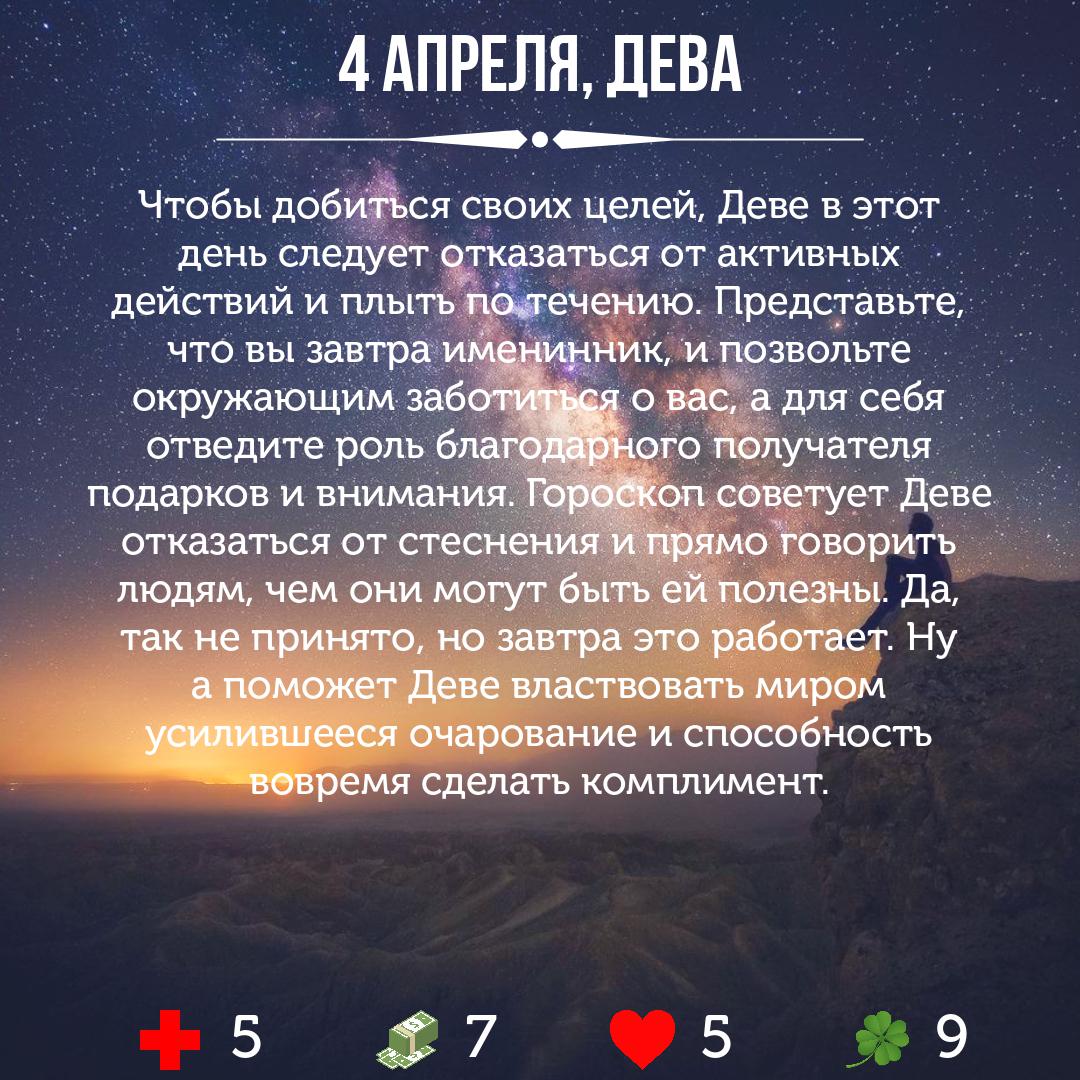 4 АПРЕЛЯ, ДЕВА
Чтобы добиться своих целей, Деве в этот
день следует отказаться от активных
действий и плыть по течению. Представьте,
что вы завтра именинник, и позвольте
окружающим заботиться о вас, а для себя
отведите роль благодарного получателя
подарков и внимания. Гороскоп советует Деве
отказаться от стеснения и прямо говорить
людям, чем они могут быть ей полезны. Да,
так не принято, но завтра это работает. Ну
а поможет Деве властвовать миром
усилившееся очарование и способность
вовремя сделать комплимент.
5 7 5 9